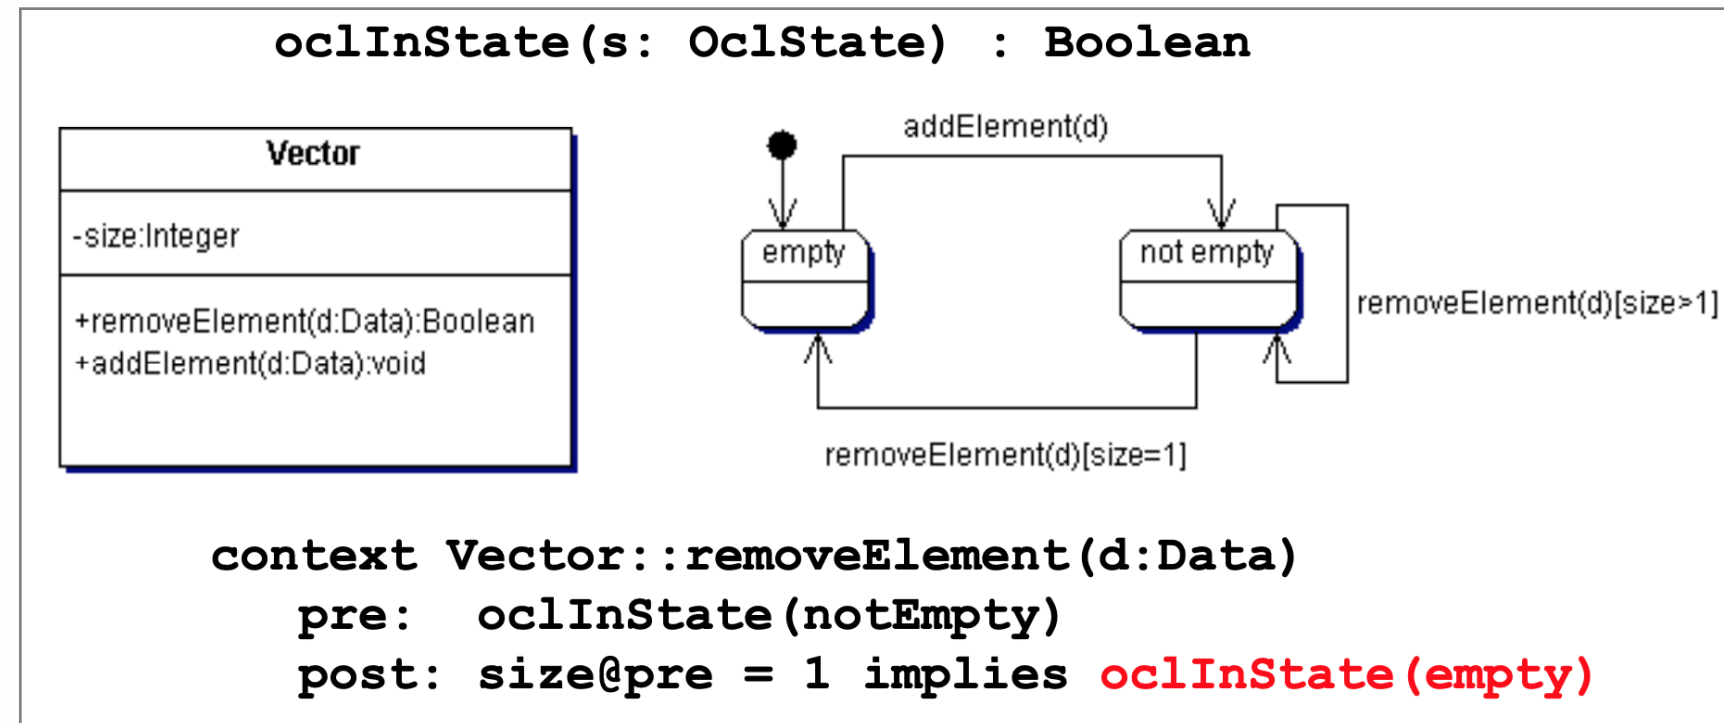 oclInState(s: OclState) : Boolean
Vector
-size:Integer
+removeElement(d:Data):Boolean
+addElement(d:Data):void
addElement(d)
empty
not empty
removeElement(d)[size>1]
removeElement(d)[size=1]
context Vector::removeElement(d:Data)
pre: oclInState(notEmpty)
post: size@pre = 1 implies oclInState(empty)